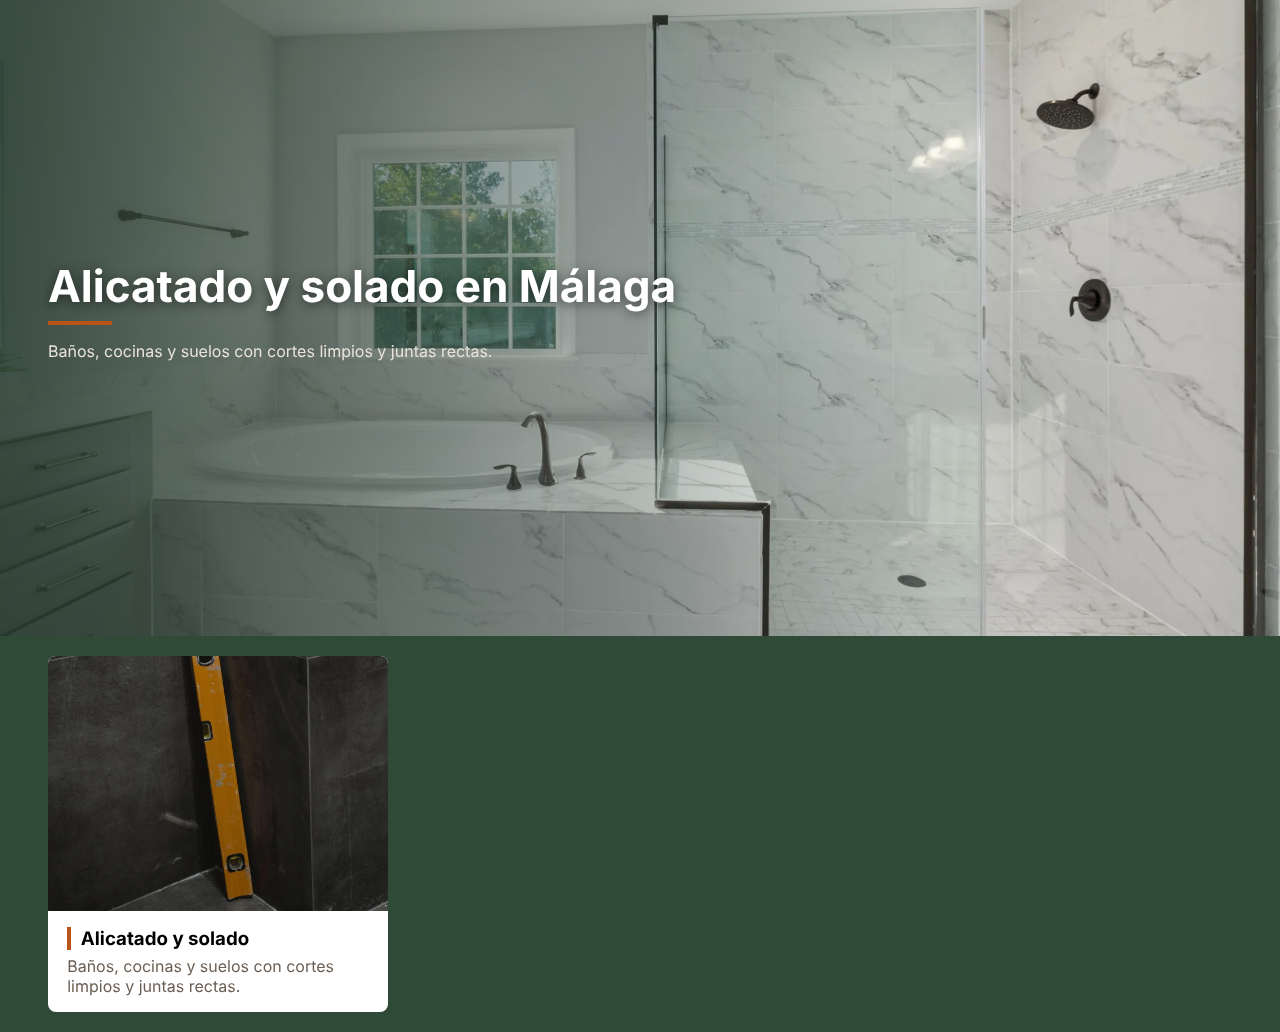 Alicatado y solado en Málaga
Baños, cocinas y suelos con cortes limpios y juntas rectas.
Alicatado y solado
Baños, cocinas y suelos con cortes
limpios y juntas rectas.